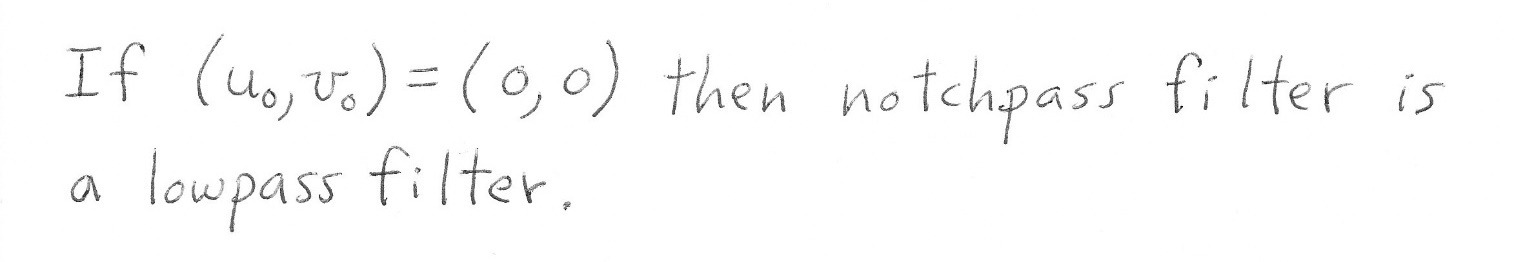 If (u₀,v₀)=(0,0) then notchpass filter is
a lowpass filter.